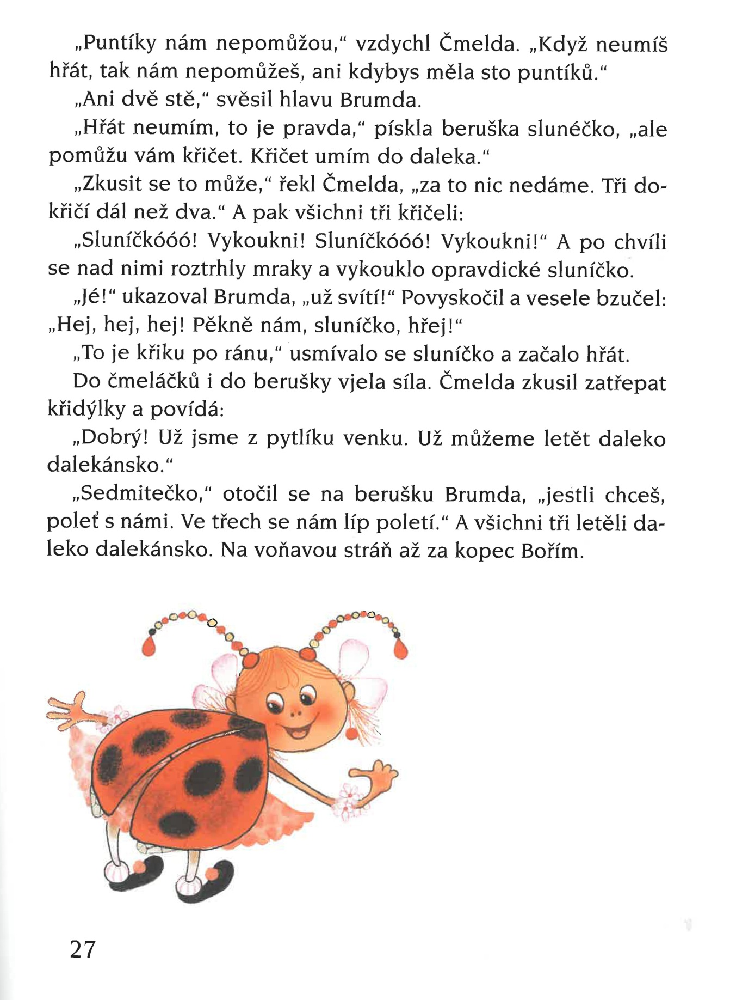 „Puntíky nám nepomůžou,“ vzdychl Čmelda. „Když neumíš
hřát, tak nám nepomůžeš, ani kdybys měla sto puntíků.“
„Ani dvě stě,“ svěsil hlavu Brumda.
„Hřát neumím, to je pravda,“ pískla beruška slunéčko, „ale
pomůžu vám křičet. Křičet umím do daleka.“
„Zkusit se to může,“ řekl Čmelda, „za to nic nedáme. Tři do-
křičí dál než dva.“ A pak všichni tři křičeli:
„Sluníčkóóó! Vykoukni! Sluníčkóóó! Vykoukni!“ A po chvíli
se nad nimi roztrhly mraky a vykouklo opravdické sluníčko.
„Jé!“ ukazoval Brumda, „už svítí!“ Povyskočil a vesele bzučel:
„Hej, hej, hej! Pěkně nám, sluníčko, hřej!“
„To je křiku po ránu,“ usmívalo se sluníčko a začalo hřát.
Do čmeláčků i do berušky vjela síla. Čmelda zkusil zatřepat
křidýlky a povídá:
„Dobrý! Už jsme z pytlíku venku. Už můžeme letět daleko
dalekánsko.“
„Sedmitečko,“ otočil se na berušku Brumda, „jestli chceš,
poleť s námi. Ve třech se nám líp poletí.“ A všichni tři letěli da-
leko dalekánsko. Na voňavou stráň až za kopec Bořím.
27